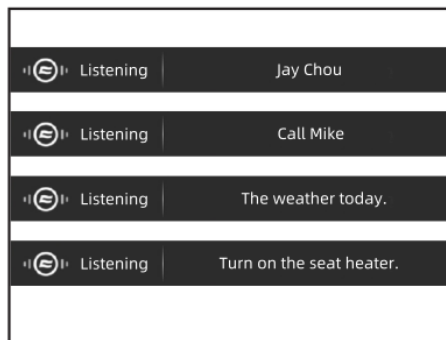 Listening Jay Chou
Listening Call Mike
Listening The weather today.
Listening Turn on the seat heater.